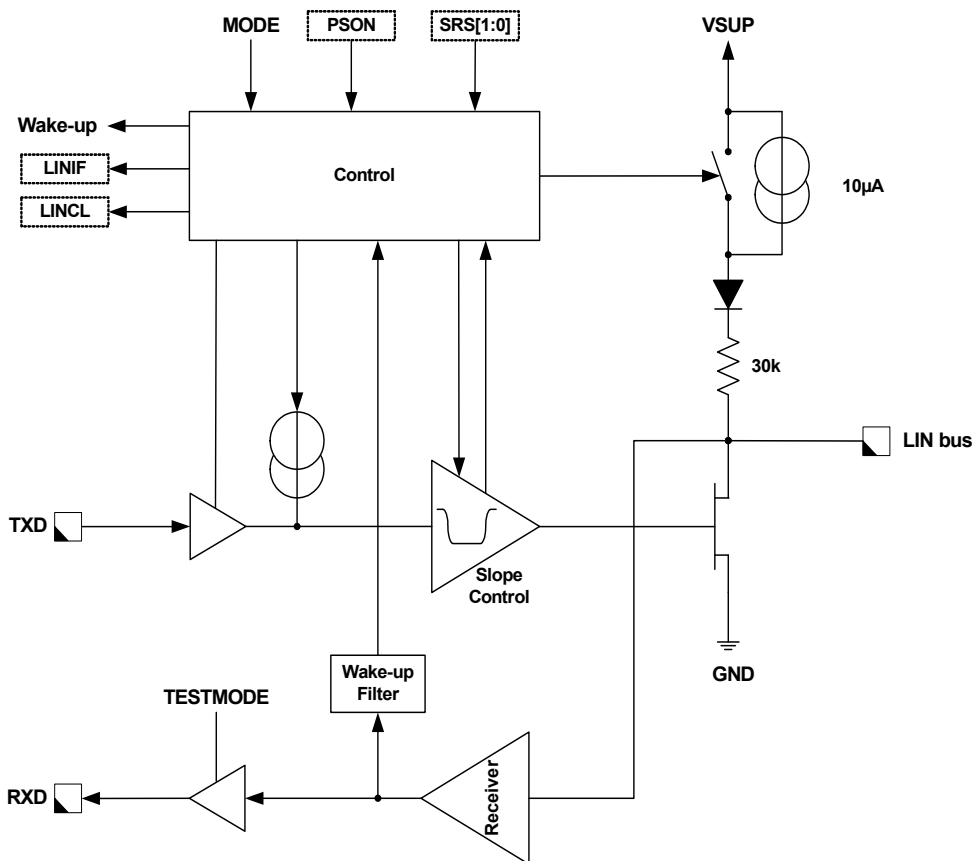 MODE
PSON
SRS[1:0]
VSUP
Wake-up
LINIF
LINCL
Control
10µA
30k
LIN bus
TXD
Slope
Control
GND
Wake-up
Filter
TESTMODE
RXD
Receiver